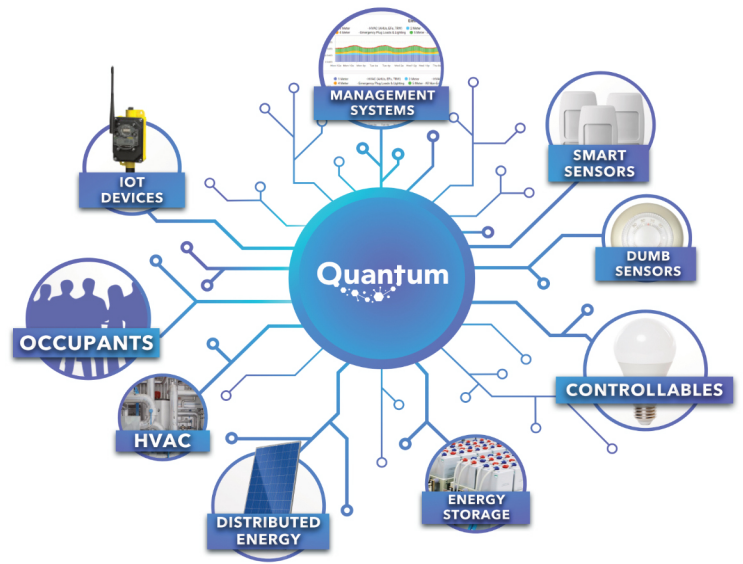 MANAGEMENT
SYSTEMS
SMART
SENSORS
IOT
DEVICES
DUMB
SENSORS
Quantum
OCCUPANTS
CONTROLLABLES
HVAC
ENERGY
STORAGE
DISTRIBUTED
ENERGY